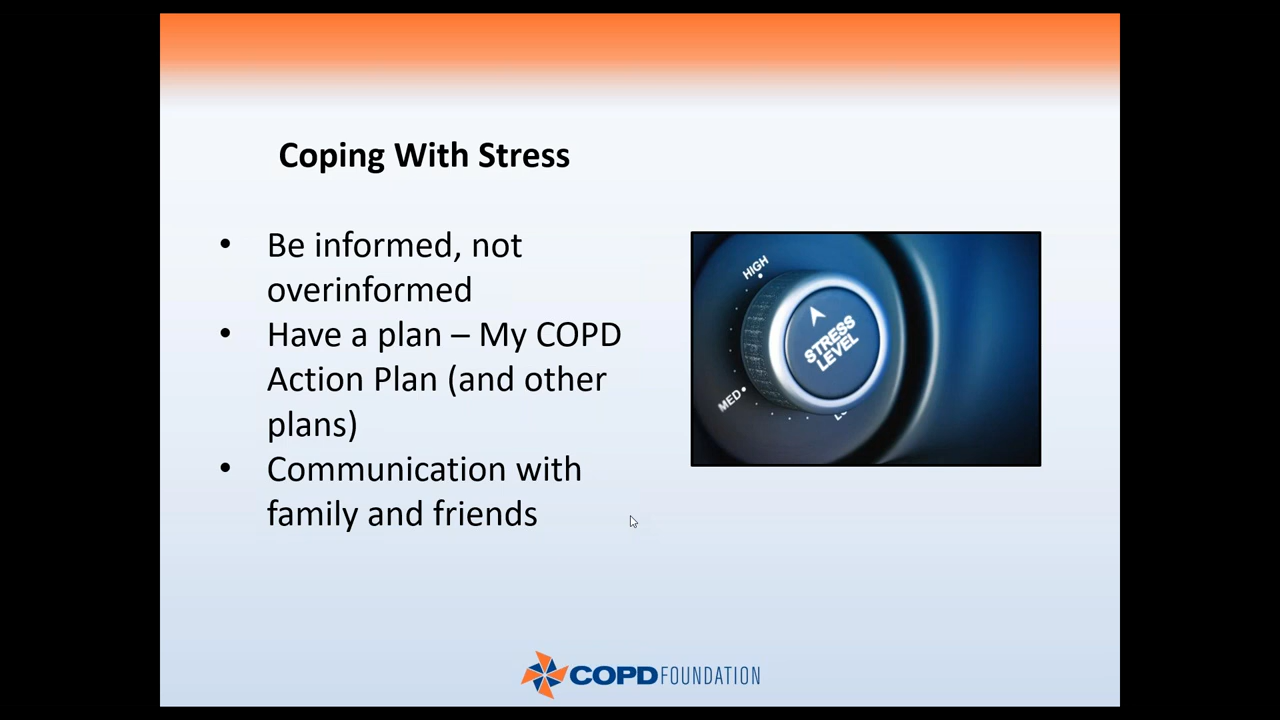 Coping With Stress
• Be informed, not
overinformed
• Have a plan – My COPD
Action Plan (and other
plans)
• Communication with
family and friends
HIGH
STRESS
LEVEL
MED
COPD FOUNDATION